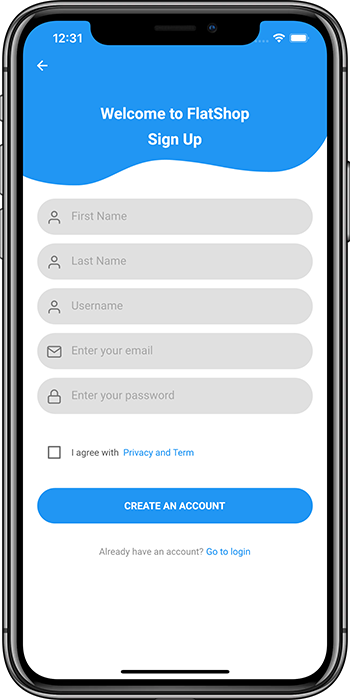 12:31
Welcome to FlatShop
Sign Up
First Name
Last Name
Username
Enter your email
Enter your password
I agree with Privacy and Term
CREATE AN ACCOUNT
Already have an account? Go to login